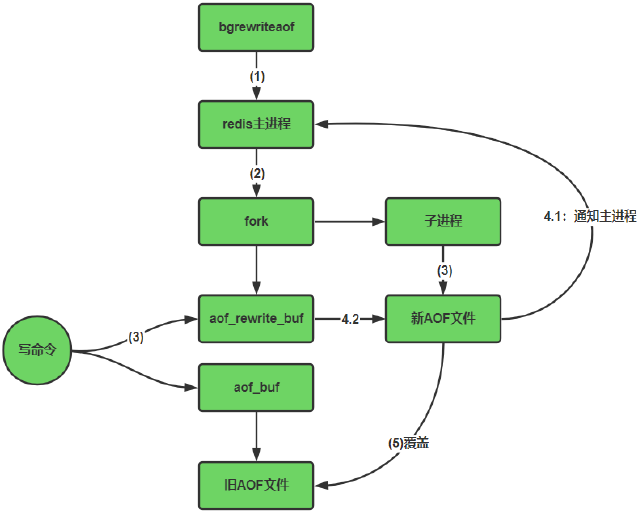 bgrewriteaof
(1)
redis主进程
(2)
fork
子进程
4.1：通知主进程
(3)
aof_rewrite_buf
4.2
新AOF文件
写命令
(3)
aof_buf
(5)覆盖
旧AOF文件